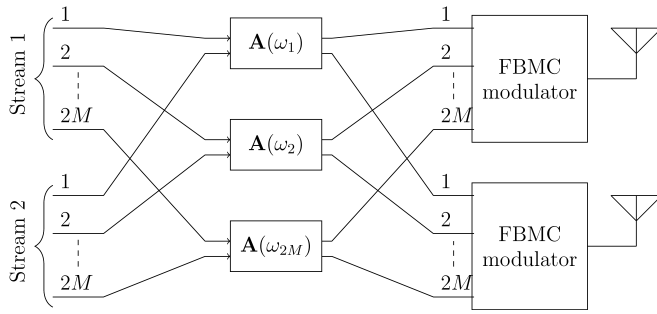 Stream 1
1
2
2M
Stream 2
1
2
2M
A(ω₁)
A(ω₂)
A(ω₂M)
1
2
2M
FBMC
modulator
1
2
2M
FBMC
modulator